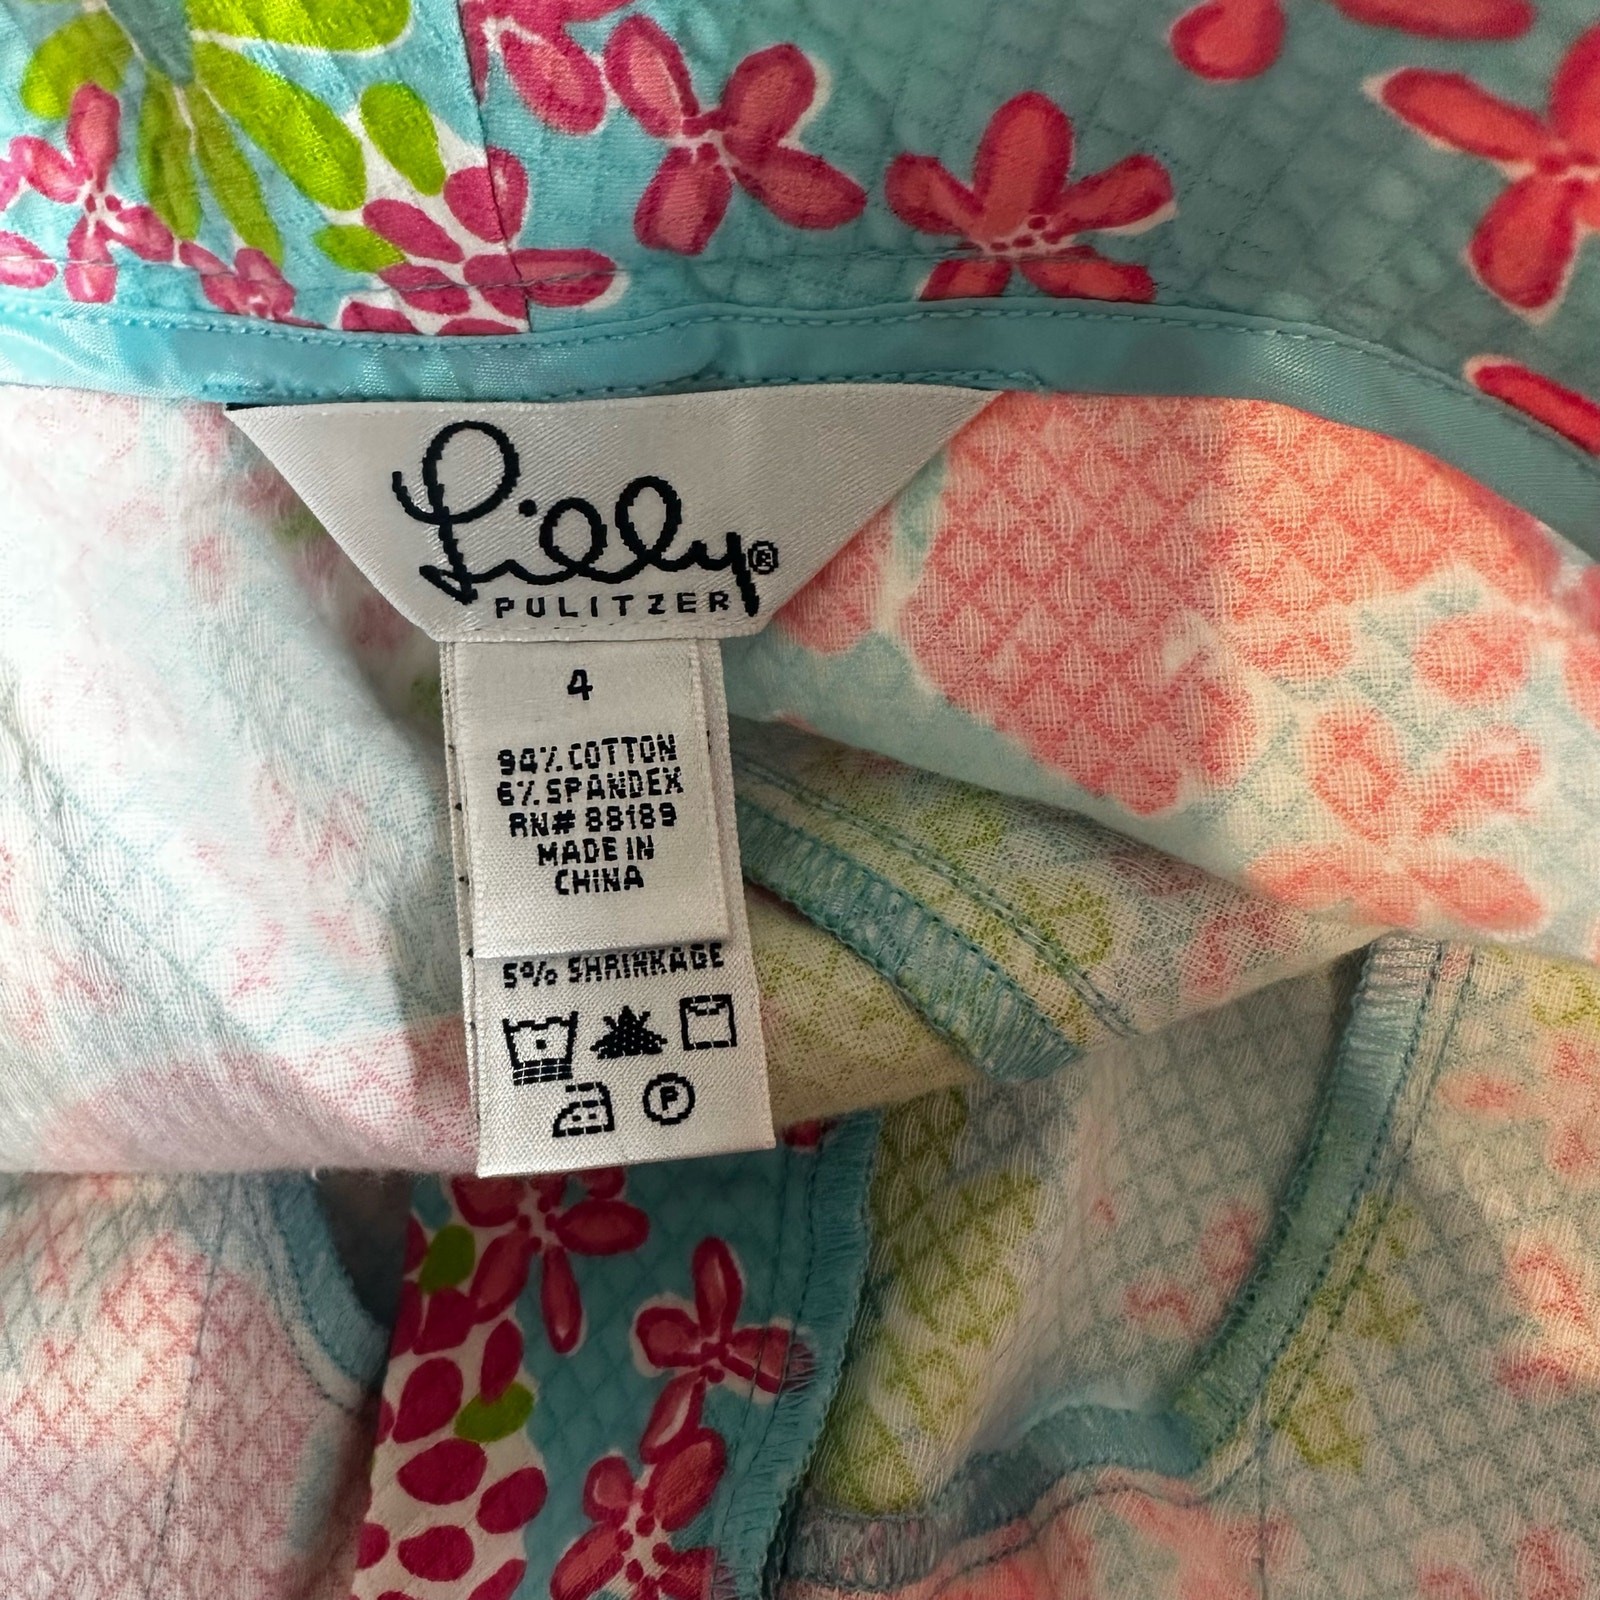 Lilly®
PULITZER
4
94% COTTON
6% SPANDEX
RN# 88189
MADE IN
CHINA
5% SHRINKAGE
P